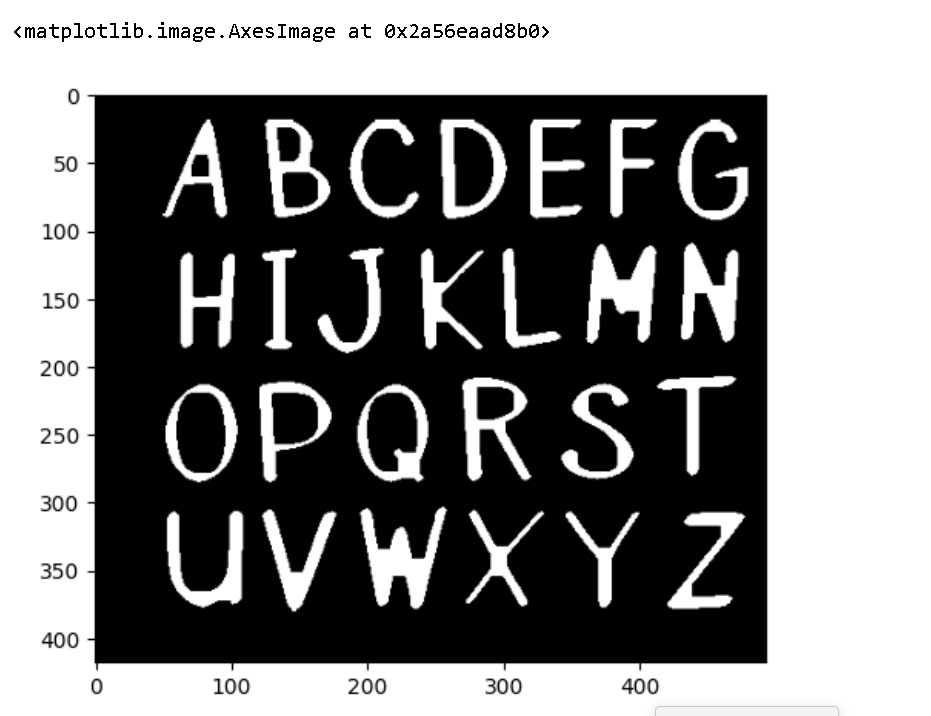 <matplotlib.image.AxesImage at 0x2a56eaad8b0>
0
50
100
150
200
250
300
350
400
ABCDEFG
HIJKLMN
OPQRST
UVWXYZ
0 100 200 300 400